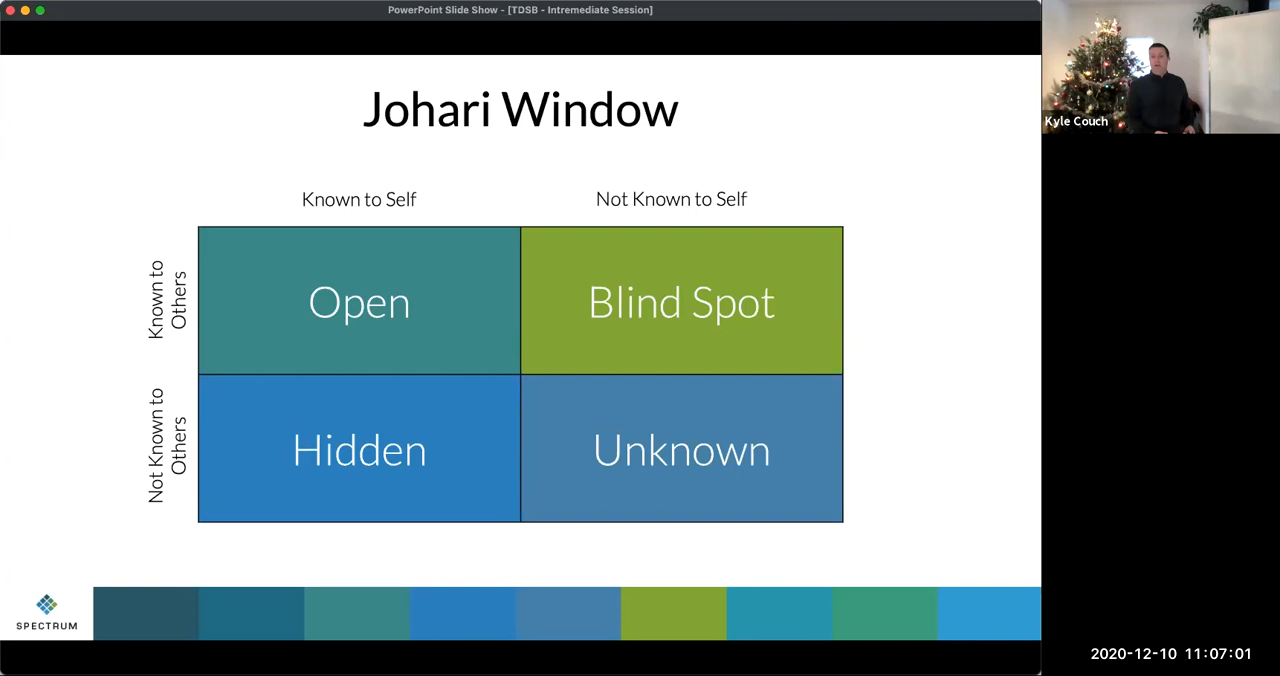 PowerPoint Slide Show - [TDSB - Intremediate Session]
Johari Window
Known to Self
Not Known to Self
Known to
Others
Open
Blind Spot
Not Known to
Others
Hidden
Unknown
SPECTRUM
Kyle Couch
2020-12-10 11:07:01